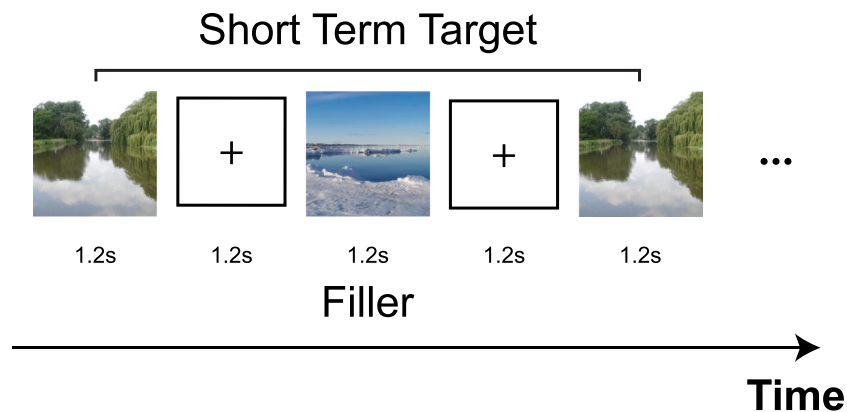 Short Term Target
+
+
...
1.2s 1.2s 1.2s 1.2s 1.2s
Filler
Time